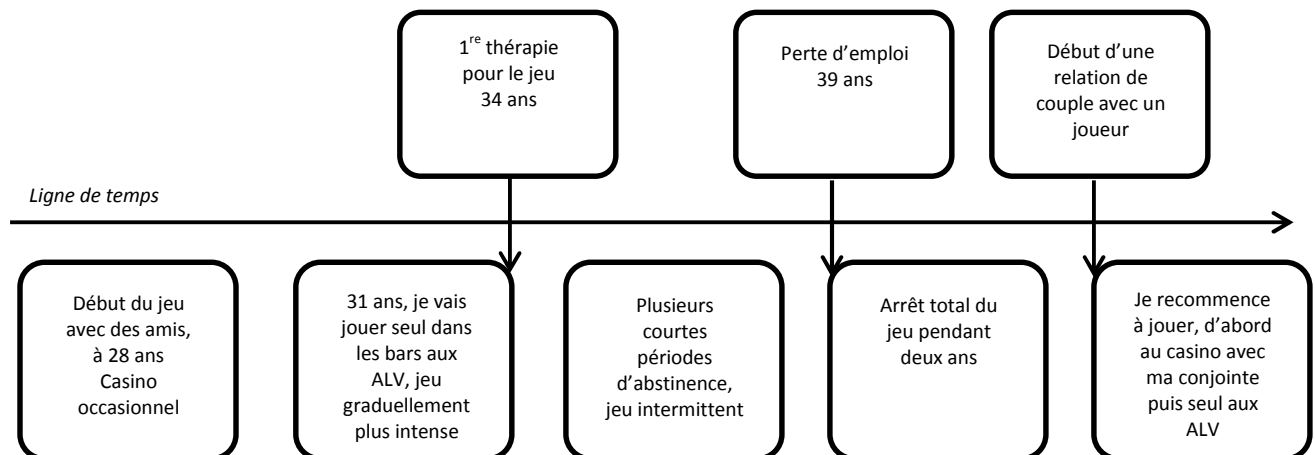 1re thérapie
pour le jeu
34 ans
Perte d’emploi
39 ans
Début d’une
relation de
couple avec un
joueur
Ligne de temps
Début du jeu
avec des amis,
à 28 ans
Casino
occasionnel
31 ans, je vais
jouer seul dans
les bars aux
ALV, jeu
graduellement
plus intense
Plusieurs
courtes
périodes
d’abstinence,
jeu intermittent
Arrêt total du
jeu pendant
deux ans
Je recommence
à jouer, d’abord
au casino avec
ma conjointe
puis seul aux
ALV